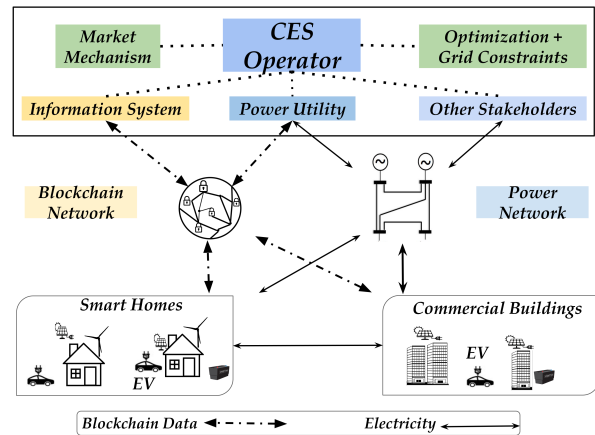 Market
Mechanism
CES
Operator
Optimization +
Grid Constraints
Information System
Power Utility
Other Stakeholders
Blockchain
Network
Power
Network
Smart Homes
EV
Commercial Buildings
EV
Blockchain Data
Electricity